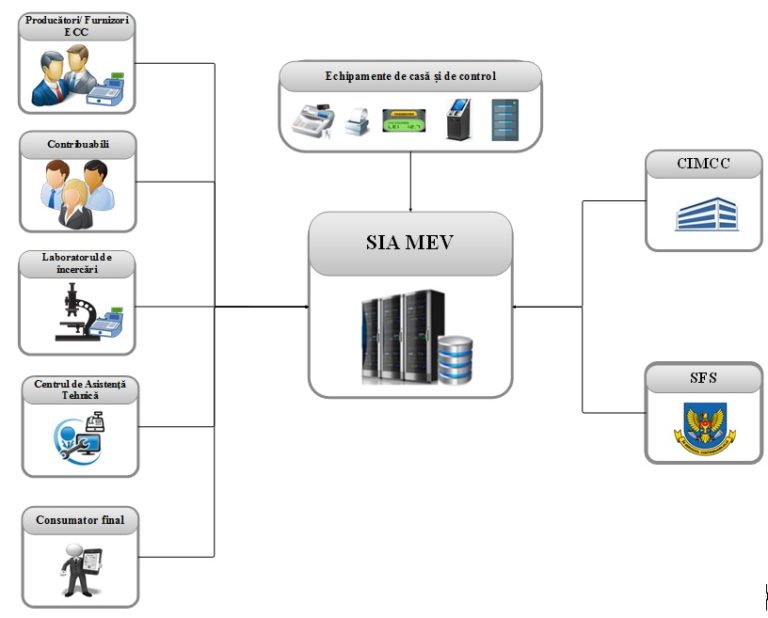 Producători/ Furnizori
ECC
Contribuabili
Laboratorul de
încercări
Centrul de Asistență
Tehnică
Consumator final
Echipamente de casă și de control
SIA MEV
CIMCC
SFS